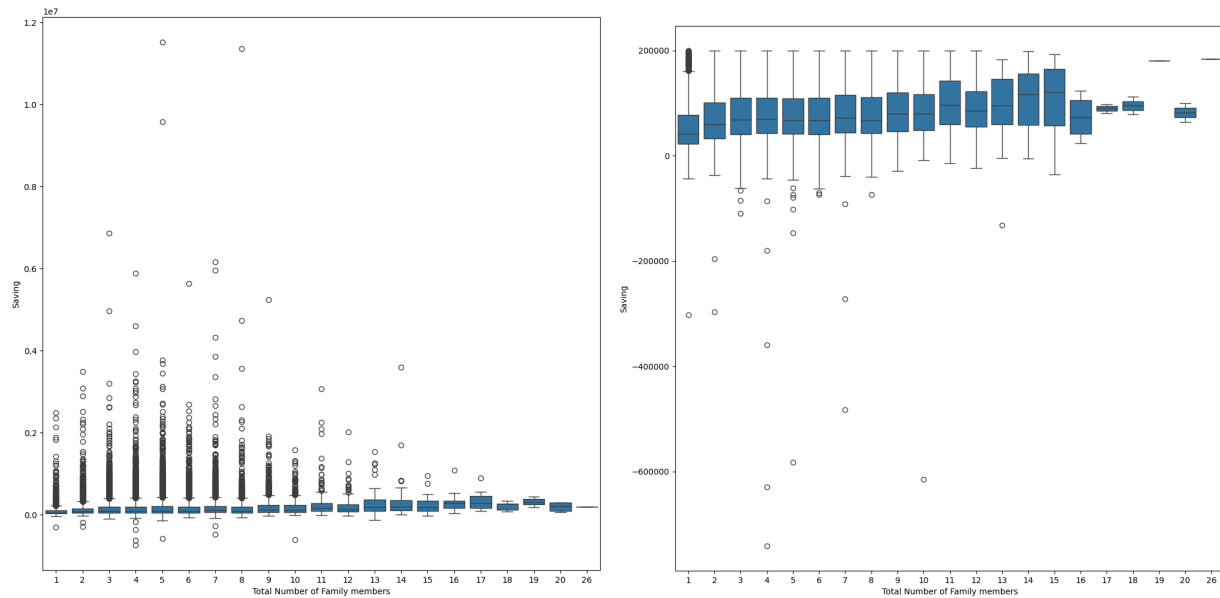 1e7
1.2
1.0
0.8
0.6
0.4
0.2
0.0
Saving
1 2 3 4 5 6 7 8 9 10 11 12 13 14 15 16 17 18 19 20 26
Total Number of Family members
200000
0
−200000
−400000
−600000
Saving
1 2 3 4 5 6 7 8 9 10 11 12 13 14 15 16 17 18 19 20 26
Total Number of Family members